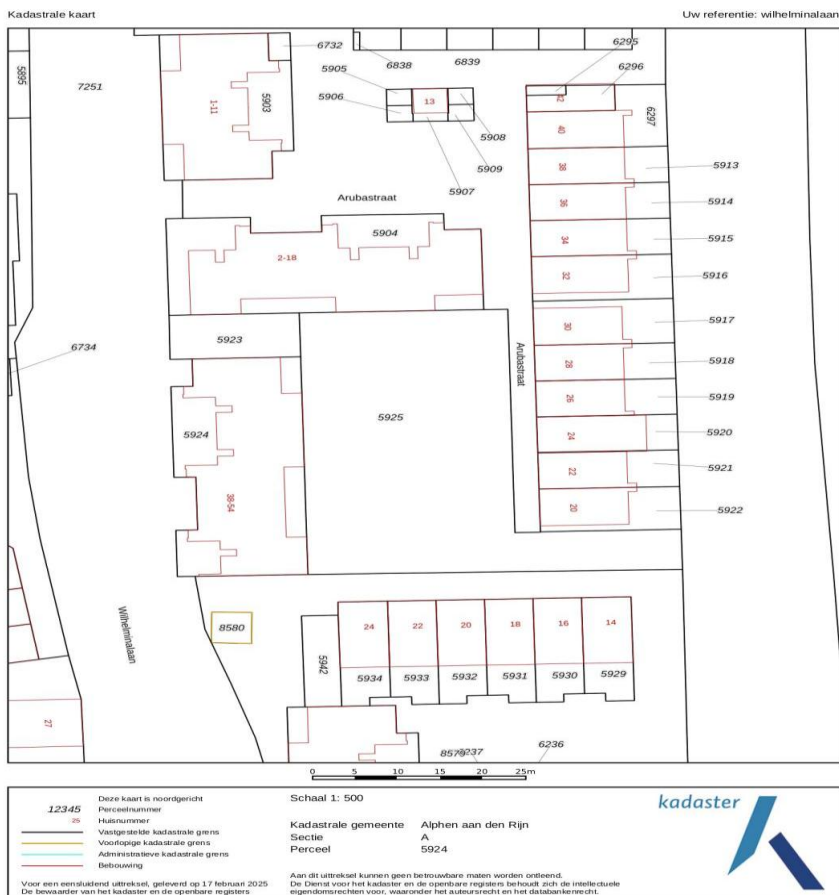 Kadastrale kaart
Uw referentie: wilhelminalaan
5895
7251
6732
6838
6839
6295
6296
5905
5906
1-11
5903
13
5908
5909
5907
42
6297
40
38
5913
36
5914
34
5915
32
5916
Arubastraat
5904
2-18
30
5917
28
5918
26
5919
24
5920
22
5921
20
5922
Arubastraat
5923
6734
5924
5925
38-54
Wilhelminalaan
8580
5942
24
22
20
18
16
14
5934
5933
5932
5931
5930
5929
27
6236
0
5
10
15
20
25m
Deze kaart is noordgericht
12345
Perceelnummer
25
Huisnummer
Vastgestelde kadastrale grens
Voorlopige kadastrale grens
Administratieve kadastrale grens
Bebouwing
Voor een eensluidend uittreksel, geleverd op 17 februari 2025
De bewaarder van het kadaster en de openbare registers
Schaal 1: 500
Kadastrale gemeente Alphen aan den Rijn
Sectie A
Perceel 5924
Aan dit uittreksel kunnen geen betrouwbare maten worden ontleend.
De Dienst voor het kadaster en de openbare registers behoudt zich de intellectuele
eigendomsrechten voor, waaronder het auteursrecht en het databankenrecht.
kadaster